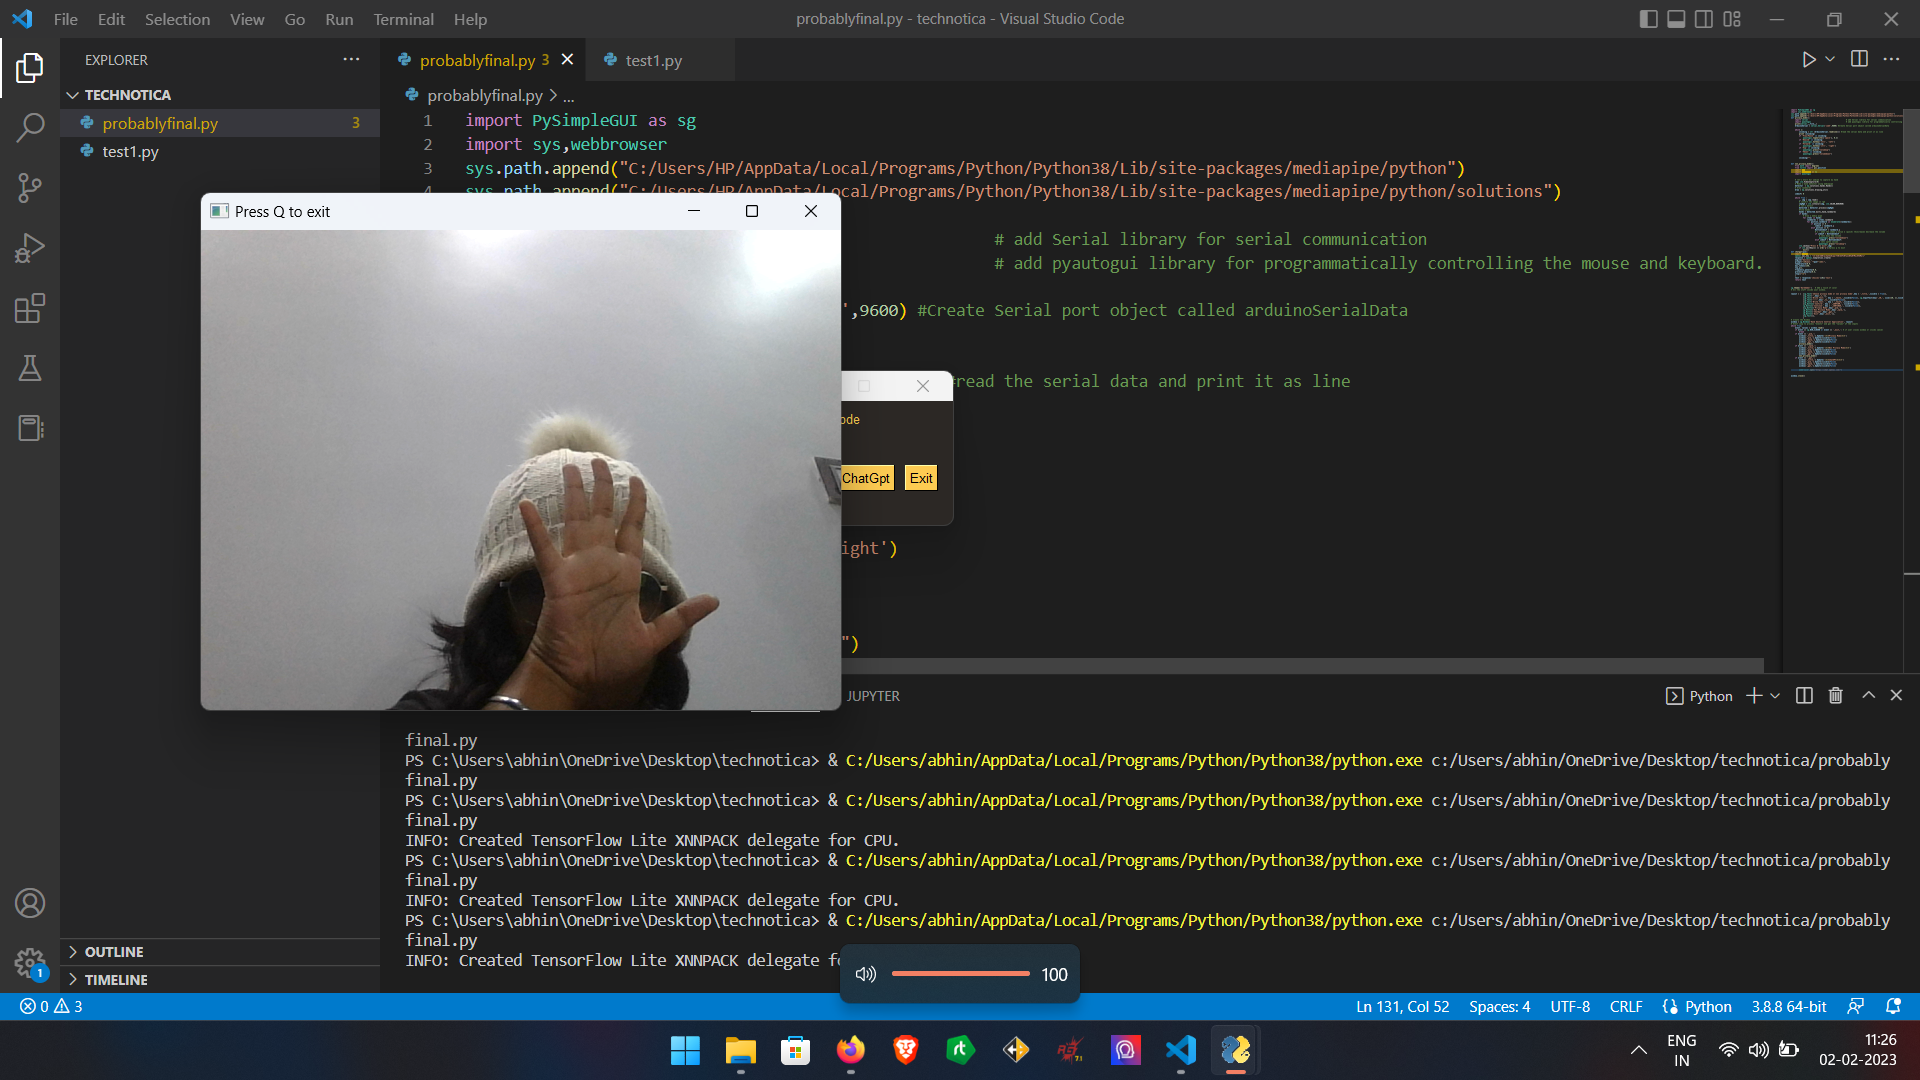 File Edit Selection View Go Run Terminal Help
probablyfinal.py - technotica - Visual Studio Code
EXPLORER
TECHNOTICA
probablyfinal.py 3
test1.py
OUTLINE
TIMELINE
probablyfinal.py 3
test1.py
probablyfinal.py > ...
1 import PySimpleGUI as sg
2 import sys,webbrowser
3 sys.path.append("C:/Users/HP/AppData/Local/Programs/Python/Python38/Lib/site-packages/mediapipe/python")
4 sys.path.append("C:/Users/HP/AppData/Local/Programs/Python/Python38/Lib/site-packages/mediapipe/python/solutions")
# add Serial library for serial communication
# add pyautogui library for programmatically controlling the mouse and keyboard.
',9600) #Create Serial port object called arduinoSerialData
#read the serial data and print it as line
ight')
")
Press Q to exit
ode
ChatGpt Exit
JUPYTER
Python
final.py
PS C:\Users\abhin\OneDrive\Desktop\technotica> & C:/Users/abhin/AppData/Local/Programs/Python/Python38/python.exe c:/Users/abhin/OneDrive/Desktop/technotica/probably
final.py
PS C:\Users\abhin\OneDrive\Desktop\technotica> & C:/Users/abhin/AppData/Local/Programs/Python/Python38/python.exe c:/Users/abhin/OneDrive/Desktop/technotica/probably
final.py
INFO: Created TensorFlow Lite XNNPACK delegate for CPU.
PS C:\Users\abhin\OneDrive\Desktop\technotica> & C:/Users/abhin/AppData/Local/Programs/Python/Python38/python.exe c:/Users/abhin/OneDrive/Desktop/technotica/probably
final.py
INFO: Created TensorFlow Lite XNNPACK delegate for CPU.
PS C:\Users\abhin\OneDrive\Desktop\technotica> & C:/Users/abhin/AppData/Local/Programs/Python/Python38/python.exe c:/Users/abhin/OneDrive/Desktop/technotica/probably
final.py
INFO: Created TensorFlow Lite XNNPACK delegate f
100
1
0 3
Ln 131, Col 52 Spaces: 4 UTF-8 CRLF Python 3.8.8 64-bit
ENG
IN
11:26
02-02-2023